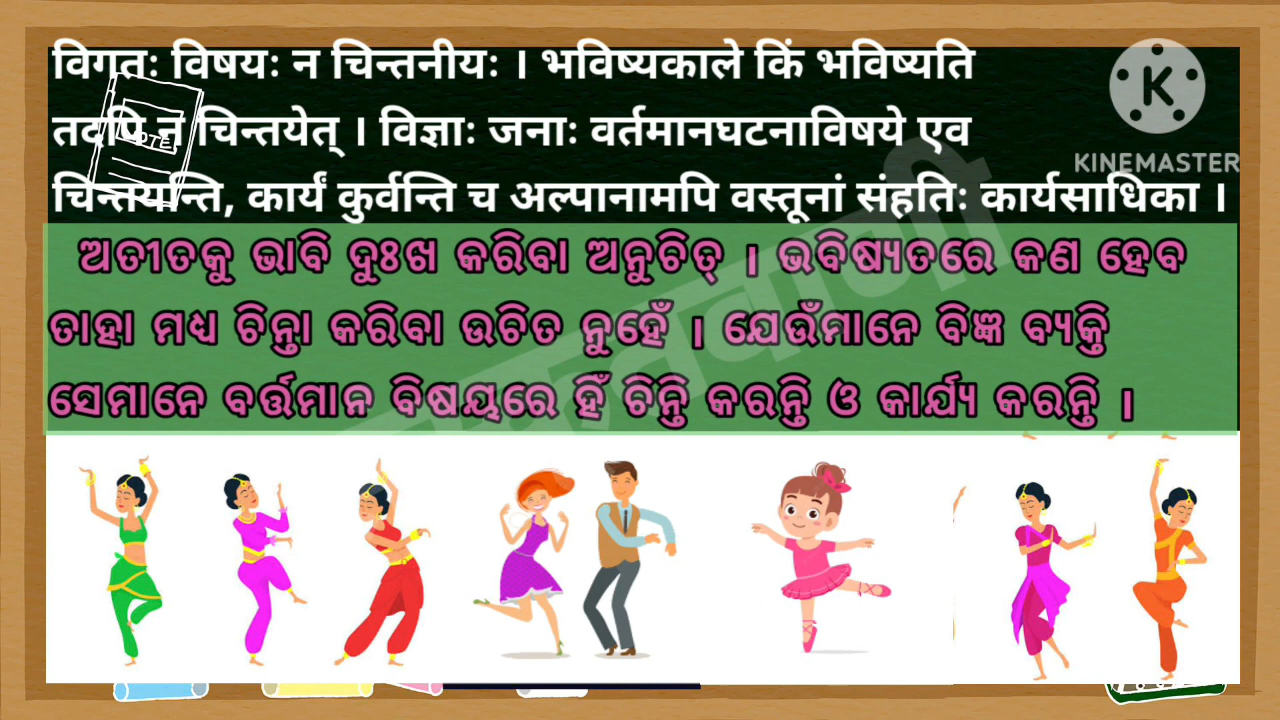 विगतः विषयः न चिन्तनीयः । भविष्यकाले किं भविष्यति
तदपि न चिन्तयेत् । विज्ञाः जनाः वर्तमानघटनाविषये एव
चिन्तयन्ति, कार्यं कुर्वन्ति च अल्पानामपि वस्तूनां संहतिः कार्यसाधिका ।
KINEMASTER
ଅତୀତକୁ ଭାବି ଦୁଃଖ କରିବା ଅନୁଚିତ୍ । ଭବିଷ୍ୟତରେ କଣ ହେବ
ତାହା ମଧ୍ୟ ଚିନ୍ତା କରିବା ଉଚିତ ନୁହେଁ । ଯେଉଁମାନେ ବିଜ୍ଞ ବ୍ୟକ୍ତି
ସେମାନେ ବର୍ତ୍ତମାନ ବିଷୟରେ ହିଁ ଚିନ୍ତି କରନ୍ତି ଓ କାର୍ଯ୍ୟ କରନ୍ତି ।